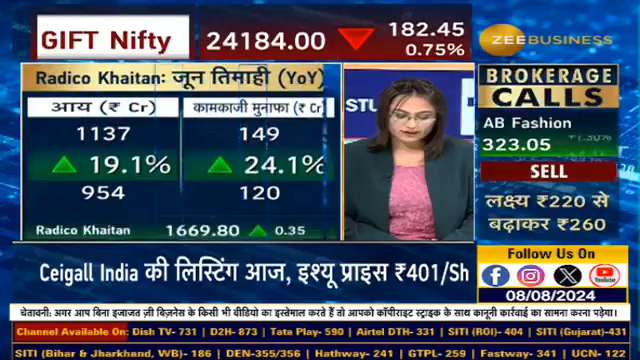 GIFT Nifty
24184.00
182.45
0.75%
ZEE BUSINESS
Radico Khaitan: जून तिमाही (YoY)
आय (₹ Cr)
कामकाजी मुनाफा (₹ Cr)
1137
149
19.1%
24.1%
954
120
Radico Khaitan 1669.80 0.35
STU
BROKERAGE
CALLS
AB Fashion
323.05
+1.30%
SELL
लक्ष्य ₹220 से
बढ़ाकर ₹260
Follow Us On
YouTube
08/08/2024
Ceigall India की लिस्टिंग आज, इश्यू प्राइस ₹401/Sh
चेतावनी: अगर आप बिना इजाजत ज़ी बिज़नेस के किसी भी वीडियो का इस्तेमाल करते हैं तो आपको कॉपीराइट स्ट्राइक के साथ कानूनी कार्रवाई का सामना करना पड़ेगा।
Channel Available On: Dish TV- 731 | D2H- 873 | Tata Play- 590 | Airtel DTH- 331 | SITI (ROI)- 404 | SITI (Gujarat)-431
SITI (Bihar & Jharkhand, WB)- 186 | DEN-355/356 | Hathway- 241 | GTPL- 259 | Fastway- 341 | UCN- 122